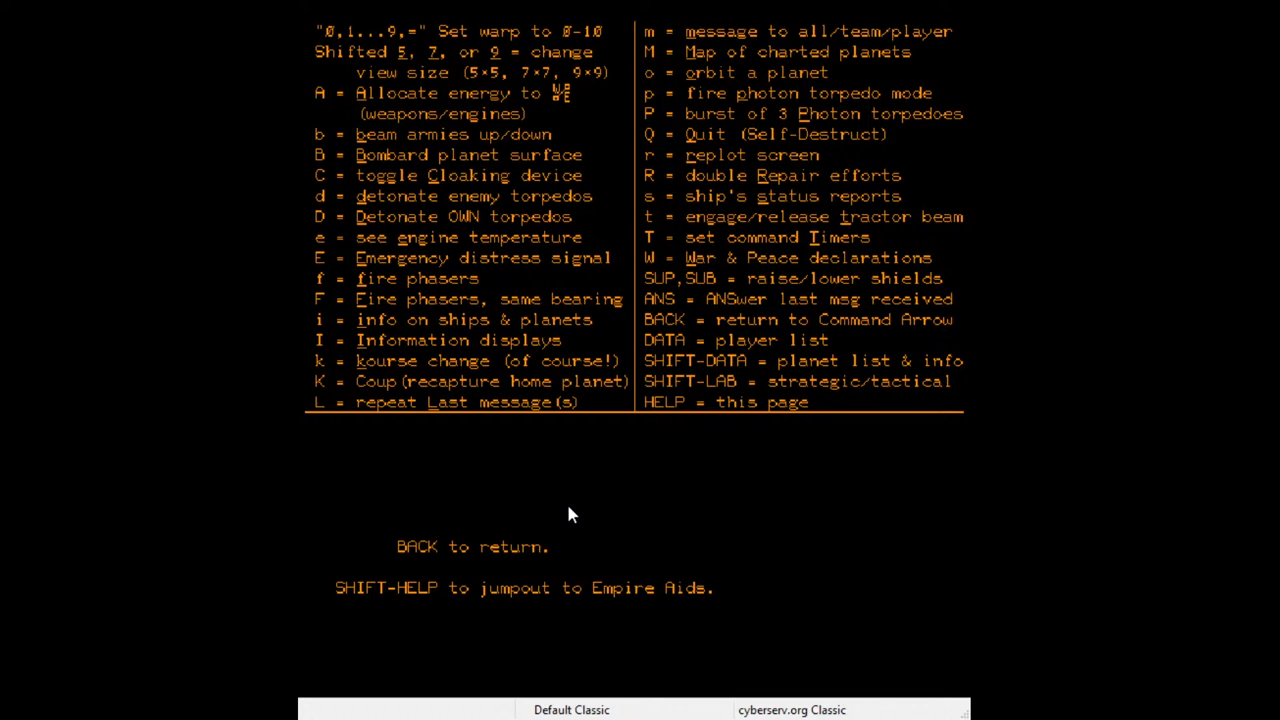 "0,1...9,=" Set warp to 0-10
Shifted 5, 7, or 9 = change
view size (5×5, 7×7, 9×9)
A = Allocate energy to
(weapons/engines)
b = beam armies up/down
B = Bombard planet surface
C = toggle Cloaking device
d = detonate enemy torpedos
D = Detonate OWN torpedos
e = see engine temperature
E = Emergency distress signal
f = fire phasers
F = Fire phasers, same bearing
i = info on ships & planets
I = Information displays
k = kourse change (of course!)
K = Coup(recapture home planet)
L = repeat Last message(s)
m = message to all/team/player
M = Map of charted planets
o = orbit a planet
p = fire photon torpedo mode
P = burst of 3 Photon torpedoes
Q = Quit (Self-Destruct)
r = replot screen
R = double Repair efforts
s = ship's status reports
t = engage/release tractor beam
T = set command Timers
W = War & Peace declarations
SUP,SUB = raise/lower shields
ANS = ANSwer last msg received
BACK = return to Command Arrow
DATA = player list
SHIFT-DATA = planet list & info
SHIFT-LAB = strategic/tactical
HELP = this page
BACK to return.
SHIFT-HELP to jumpout to Empire Aids.
Default Classic
cyberserv.org Classic